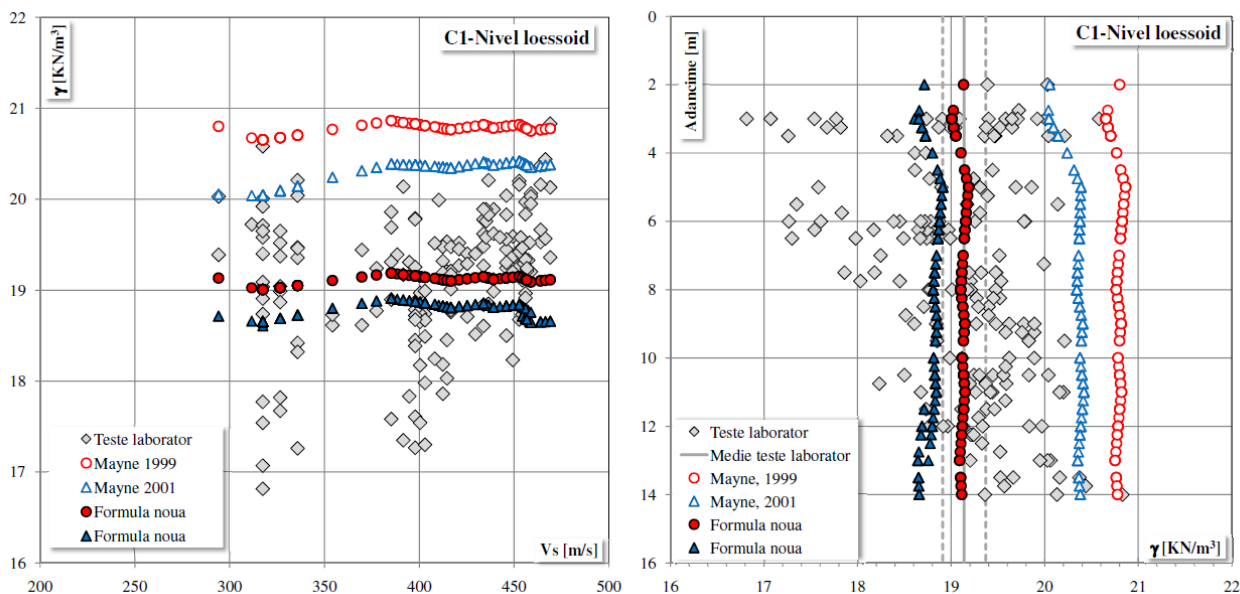 C1-Nivel loessoid
γ [KN/m³]
22
21
20
19
18
17
16
Teste laborator
Mayne 1999
Mayne 2001
Formula noua
Formula noua
Vs [m/s]
200 250 300 350 400 450 500
C1-Nivel loessoid
Adancime [m]
0
2
4
6
8
10
12
14
16
Teste laborator
Medie teste laborator
Mayne, 1999
Mayne, 2001
Formula noua
Formula noua
γ [KN/m³]
16 17 18 19 20 21 22